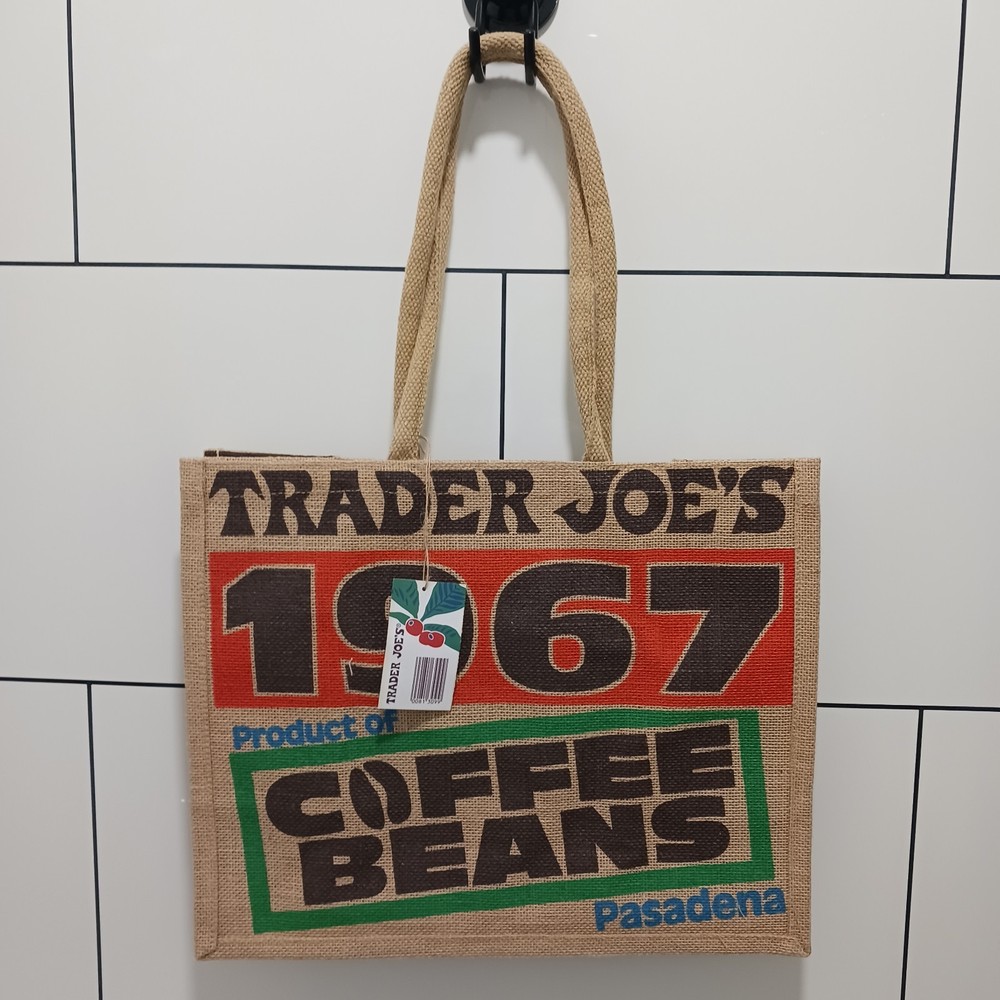 TRADER JOE'S
1967
TRADER JOE'S®
Product of
COFFEE
BEANS
Pasadena